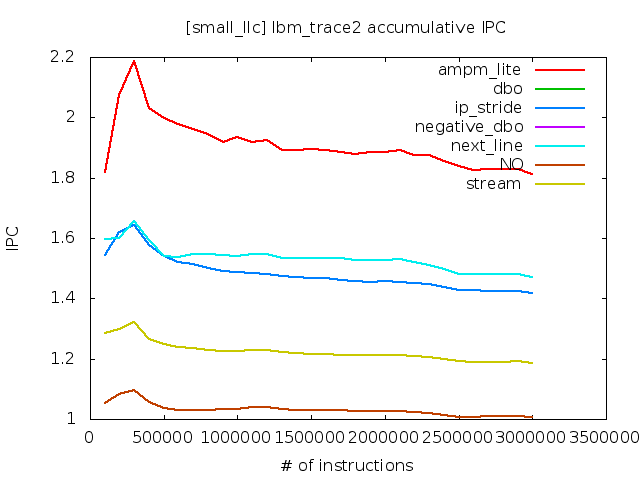 [small_llc] lbm_trace2 accumulative IPC
2.2
2
1.8
1.6
1.4
1.2
1
IPC
ampm_lite
dbo
ip_stride
negative_dbo
next_line
NO
stream
0 500000 1000000 1500000 2000000 2500000 3000000 3500000
# of instructions